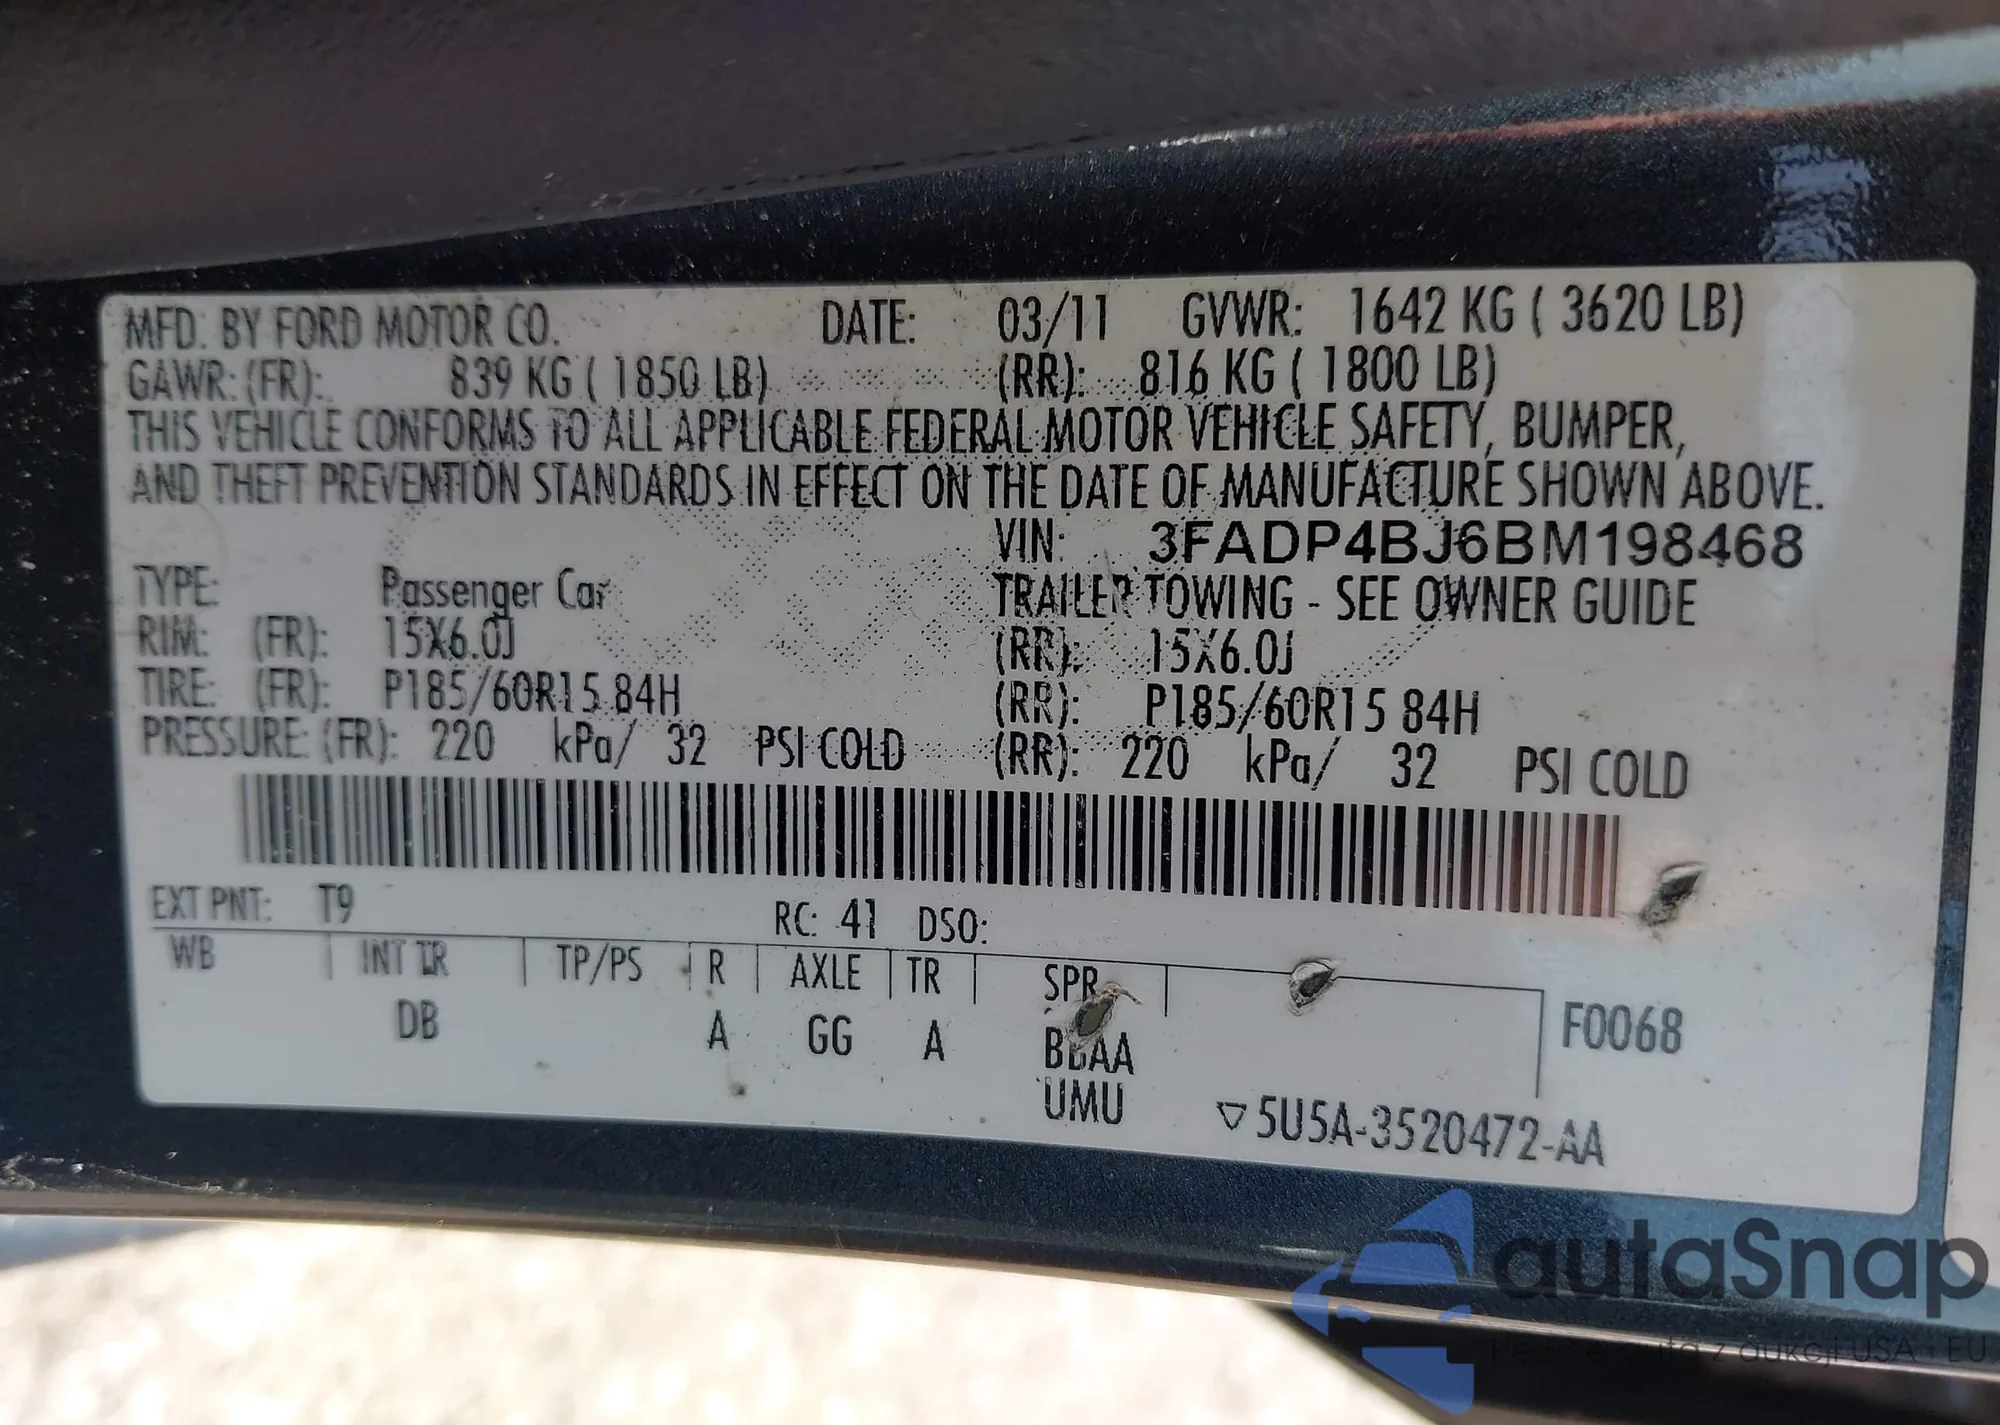 MFD. BY FORD MOTOR CO. DATE: 03/11 GVWR: 1642 KG ( 3620 LB)
GAWR: (FR): 839 KG ( 1850 LB) (RR): 816 KG ( 1800 LB)
THIS VEHICLE CONFORMS TO ALL APPLICABLE FEDERAL MOTOR VEHICLE SAFETY, BUMPER,
AND THEFT PREVENTION STANDARDS IN EFFECT ON THE DATE OF MANUFACTURE SHOWN ABOVE.
VIN: 3FADP4BJ6BM198468
TYPE: Passenger Car TRAILER TOWING - SEE OWNER GUIDE
RIM: (FR): 15X6.0J (RR): 15X6.0J
TIRE: (FR): P185/60R15 84H (RR): P185/60R15 84H
PRESSURE: (FR): 220 kPa/ 32 PSI COLD (RR): 220 kPa/ 32 PSI COLD
EXT PNT: T9 RC: 41 DSO:
WB INT TR TP/PS R AXLE TR SPR
DB A GG A BBAA F0068
UMU
▽5U5A-3520472-AA
autaSnap
auta z aukcji USA i EU